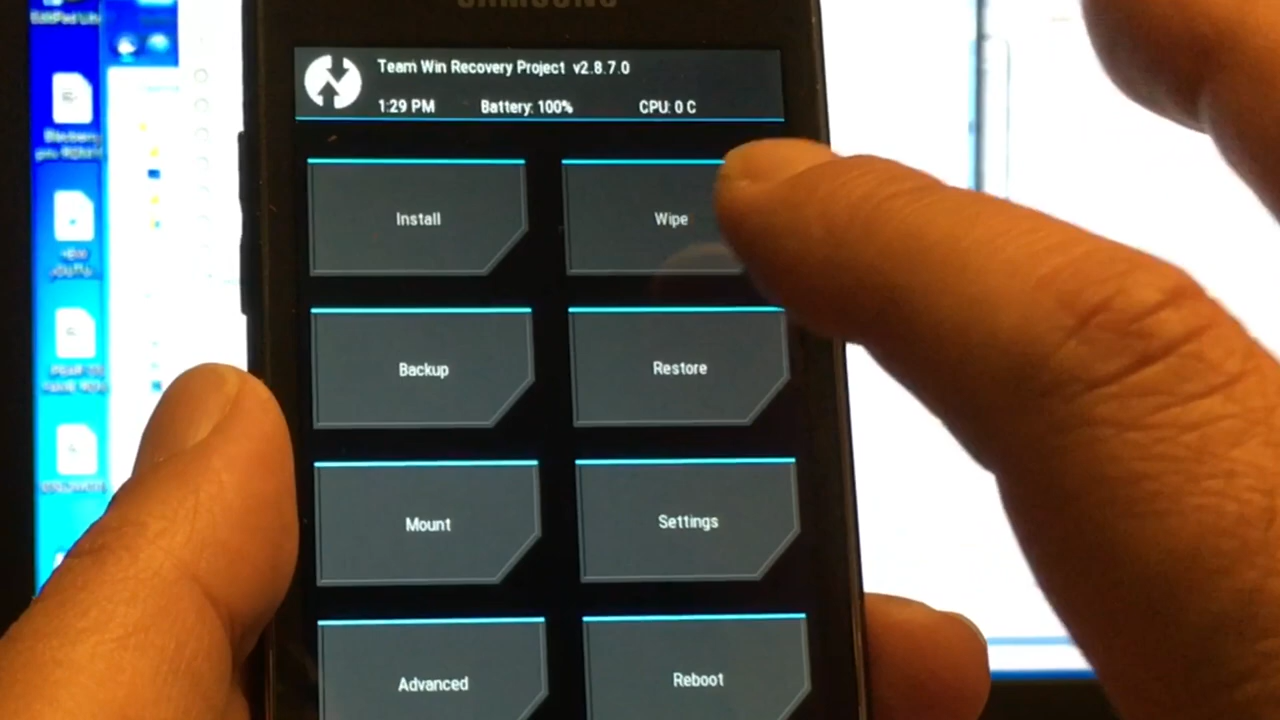 SAMSUNG
Team Win Recovery Project v2.8.7.0
1:29 PM Battery: 100% CPU: 0 C
Install Wipe
Backup Restore
Mount Settings
Advanced Reboot